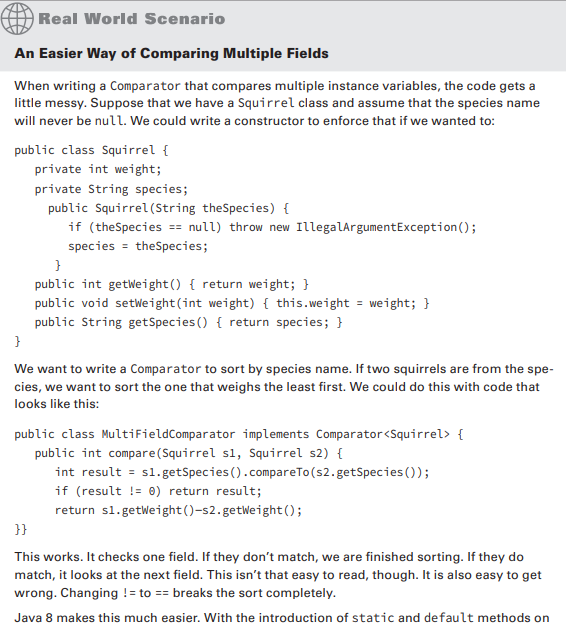 Real World Scenario
An Easier Way of Comparing Multiple Fields
When writing a Comparator that compares multiple instance variables, the code gets a
little messy. Suppose that we have a Squirrel class and assume that the species name
will never be null. We could write a constructor to enforce that if we wanted to:
public class Squirrel {
private int weight;
private String species;
public Squirrel(String theSpecies) {
if (theSpecies == null) throw new IllegalArgumentException();
species = theSpecies;
}
public int getWeight() { return weight; }
public void setWeight(int weight) { this.weight = weight; }
public String getSpecies() { return species; }
}
We want to write a Comparator to sort by species name. If two squirrels are from the spe-
cies, we want to sort the one that weighs the least first. We could do this with code that
looks like this:
public class MultiFieldComparator implements Comparator<Squirrel> {
public int compare(Squirrel s1, Squirrel s2) {
int result = s1.getSpecies().compareTo(s2.getSpecies());
if (result != 0) return result;
return s1.getWeight()–s2.getWeight();
}}
This works. It checks one field. If they don’t match, we are finished sorting. If they do
match, it looks at the next field. This isn’t that easy to read, though. It is also easy to get
wrong. Changing != to == breaks the sort completely.
Java 8 makes this much easier. With the introduction of static and default methods on